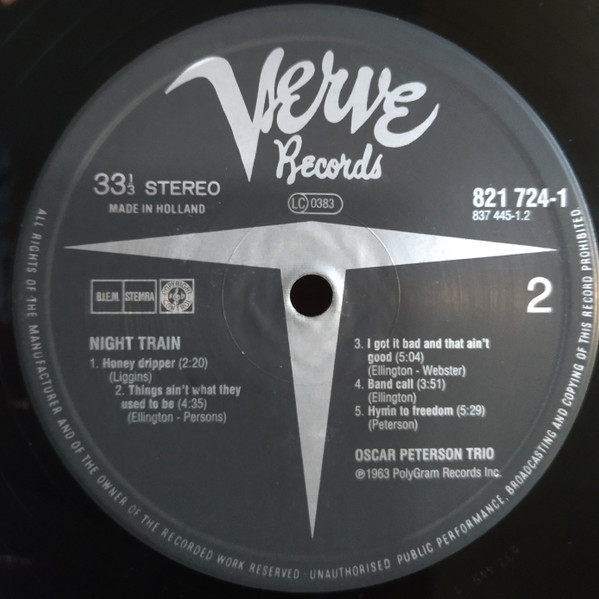 Verve
Records
33 1/3 STEREO
MADE IN HOLLAND
LC 0383
821 724-1
837 445-1.2
B.I.E.M. STEMRA
2
NIGHT TRAIN
1. Honey dripper (2:20)
(Liggins)
2. Things ain't what they
used to be (4:35)
(Ellington - Persons)
3. I got it bad and that ain't
good (5:04)
(Ellington - Webster)
4. Band call (3:51)
(Ellington)
5. Hymn to freedom (5:29)
(Peterson)
OSCAR PETERSON TRIO
℗1963 PolyGram Records Inc.
ALL RIGHTS OF THE MANUFACTURER AND OF THE OWNER OF THE RECORDED WORK RESERVED · UNAUTHORISED PUBLIC PERFORMANCE, BROADCASTING AND COPYING OF THIS RECORD PROHIBITED